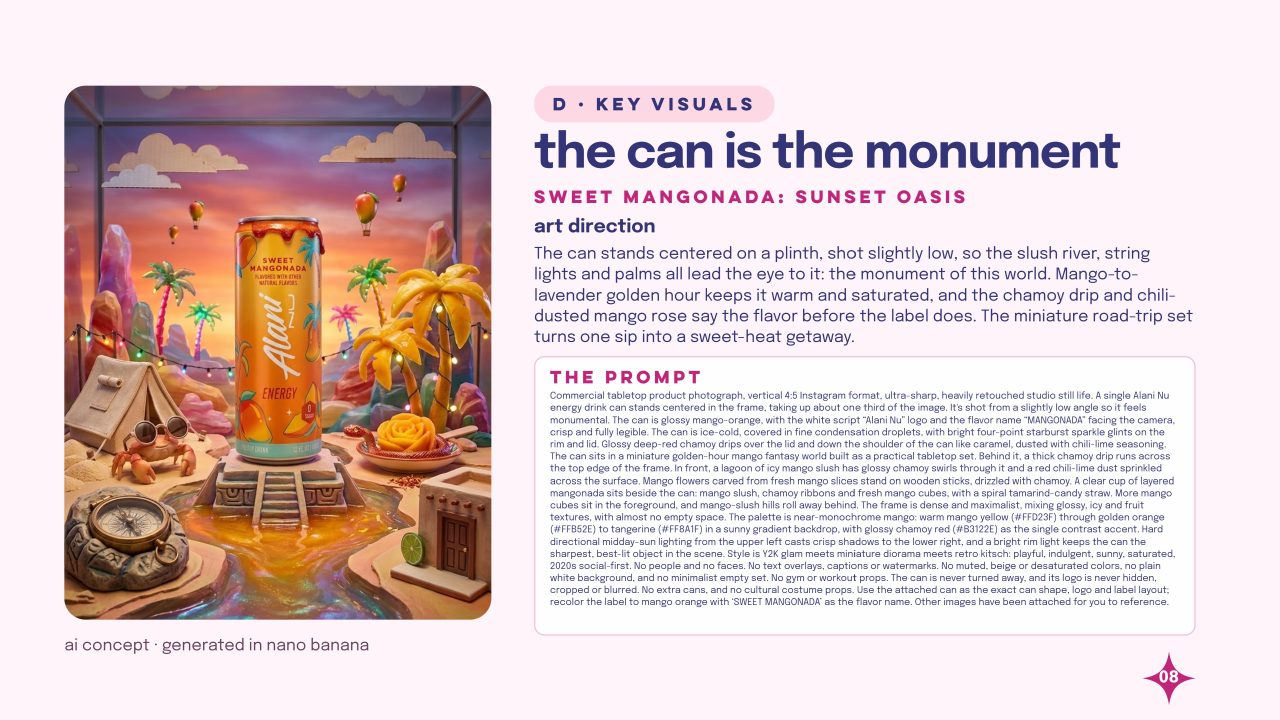 D · KEY VISUALS
the can is the monument
SWEET MANGONADA: SUNSET OASIS
art direction
The can stands centered on a plinth, shot slightly low, so the slush river, string
lights and palms all lead the eye to it: the monument of its world. Mango-to-
lavender golden hour keeps it warm and saturated, and the chamoy drip and chili-
dusted mango rose say the flavor before the label does. The miniature road-trip set
turns one sip into a sweet-heat getaway.
THE PROMPT
Commercial tabletop product photograph, vertical 4:5 Instagram format, ultra-sharp, heavily retouched studio still life. A single Alani Nu
energy drink can stands centered in the frame, taking up about one third of the image. It's shot from a slightly low angle so it feels
monumental. The can is glossy mango-orange, with the white script "Alani Nu" logo and the flavor name "MANGONADA" facing the camera,
crisp and fully legible. The can is ice-cold, covered in fine condensation droplets, with bright four-point starburst sparkle glints on the
rim and lid. Glossy deep-red chamoy drips over the lid and down the shoulder of the can like caramel, dusted with chili-lime seasoning.
The can sits in a miniature golden-hour mango fantasy world built as a practical tabletop set. Behind it, a thick chamoy drip runs across
the top edge of the frame. In front, a lagoon of icy mango slush has glossy chamoy swirls through it and a red chili-lime dust sprinkled
across the surface. Mango flowers carved from fresh mango slices stand on wooden sticks, drizzled with chamoy. A clear cup of layered
mangonada sits beside the can: mango slush, chamoy ribbons and fresh mango cubes, with a spiral tamarind-candy straw. More mango
cubes sit in the foreground, and mango-slush hills roll away behind. The frame is dense and maximalist, mixing glossy, icy and fruit
textures, with almost no empty space. The palette is near-monochrome mango: warm mango yellow (#FFD23F) through golden orange
(#FFB52E) to tangerine (#FF8A1F) in a sunny gradient backdrop, with glossy chamoy red (#B3122E) as the single contrast accent. Hard
directional midday-sun lighting from the upper left casts crisp shadows to the lower right, and a bright rim light keeps the can the
sharpest, best-lit object in the scene. Style is Y2K glam meets miniature diorama meets retro kitsch: playful, indulgent, sunny, saturated,
2020s social-first. No people and no faces. No text overlays, captions or watermarks. No muted, beige or desaturated colors, no plain
white background, and no minimalist empty set. No gym or workout props. The can is never turned away, and its logo is never hidden,
cropped or blurred. No extra cans, and no cultural costume props. Use the attached can as the exact can shape, logo and label layout;
recolor the label to mango orange with 'SWEET MANGONADA' as the flavor name. Other images have been attached for you to reference.
SWEET
MANGONADA
FLAVORED WITH OTHER
NATURAL FLAVORS
Alani
NU
ENERGY
ai concept · generated in nano banana
08